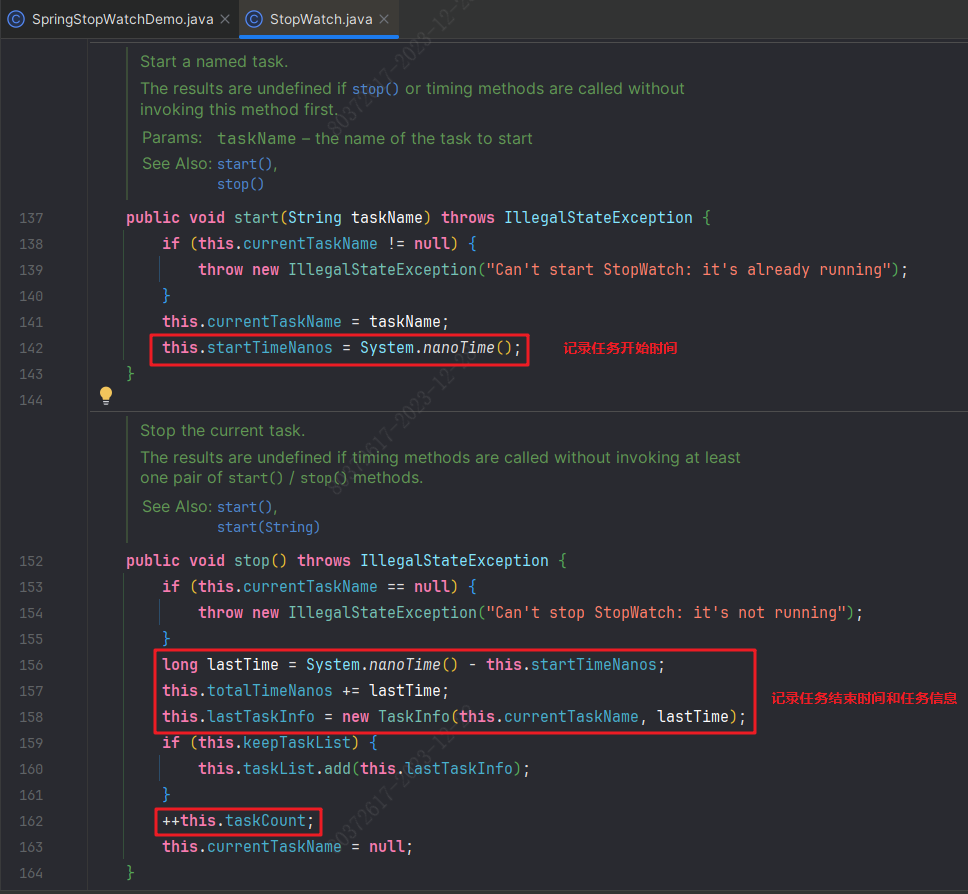 SpringStopWatchDemo.java
StopWatch.java
Start a named task.
The results are undefined if stop() or timing methods are called without
invoking this method first.
Params: taskName – the name of the task to start
See Also: start(),
stop()
137 public void start(String taskName) throws IllegalStateException {
138 if (this.currentTaskName != null) {
139 throw new IllegalStateException("Can't start StopWatch: it's already running");
140 }
141 this.currentTaskName = taskName;
142 this.startTimeNanos = System.nanoTime(); 记录任务开始时间
143 }
144
Stop the current task.
The results are undefined if timing methods are called without invoking at least
one pair of start() / stop() methods.
See Also: start(),
start(String)
152 public void stop() throws IllegalStateException {
153 if (this.currentTaskName == null) {
154 throw new IllegalStateException("Can't stop StopWatch: it's not running");
155 }
156 long lastTime = System.nanoTime() - this.startTimeNanos;
157 this.totalTimeNanos += lastTime; 记录任务结束时间和任务信息
158 this.lastTaskInfo = new TaskInfo(this.currentTaskName, lastTime);
159 if (this.keepTaskList) {
160 this.taskList.add(this.lastTaskInfo);
161 }
162 ++this.taskCount;
163 this.currentTaskName = null;
164 }